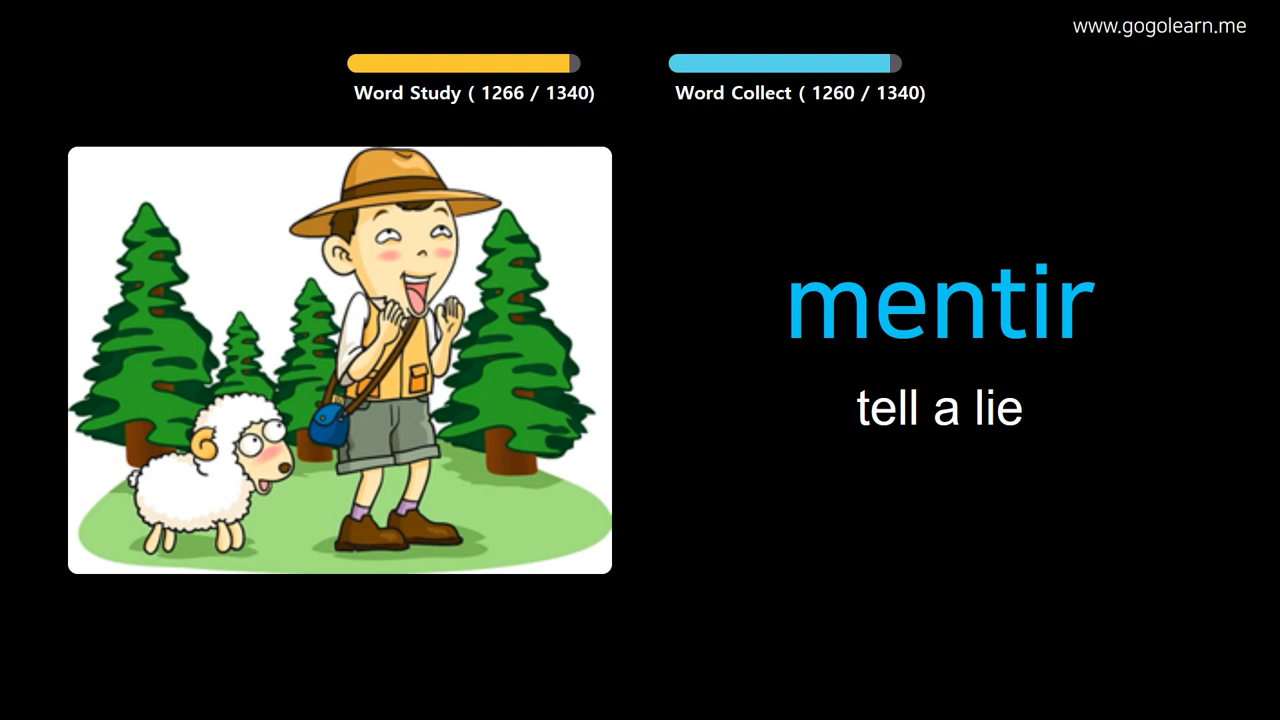 www.gogolearn.me
Word Study ( 1266 / 1340)
Word Collect ( 1260 / 1340)
mentir
tell a lie